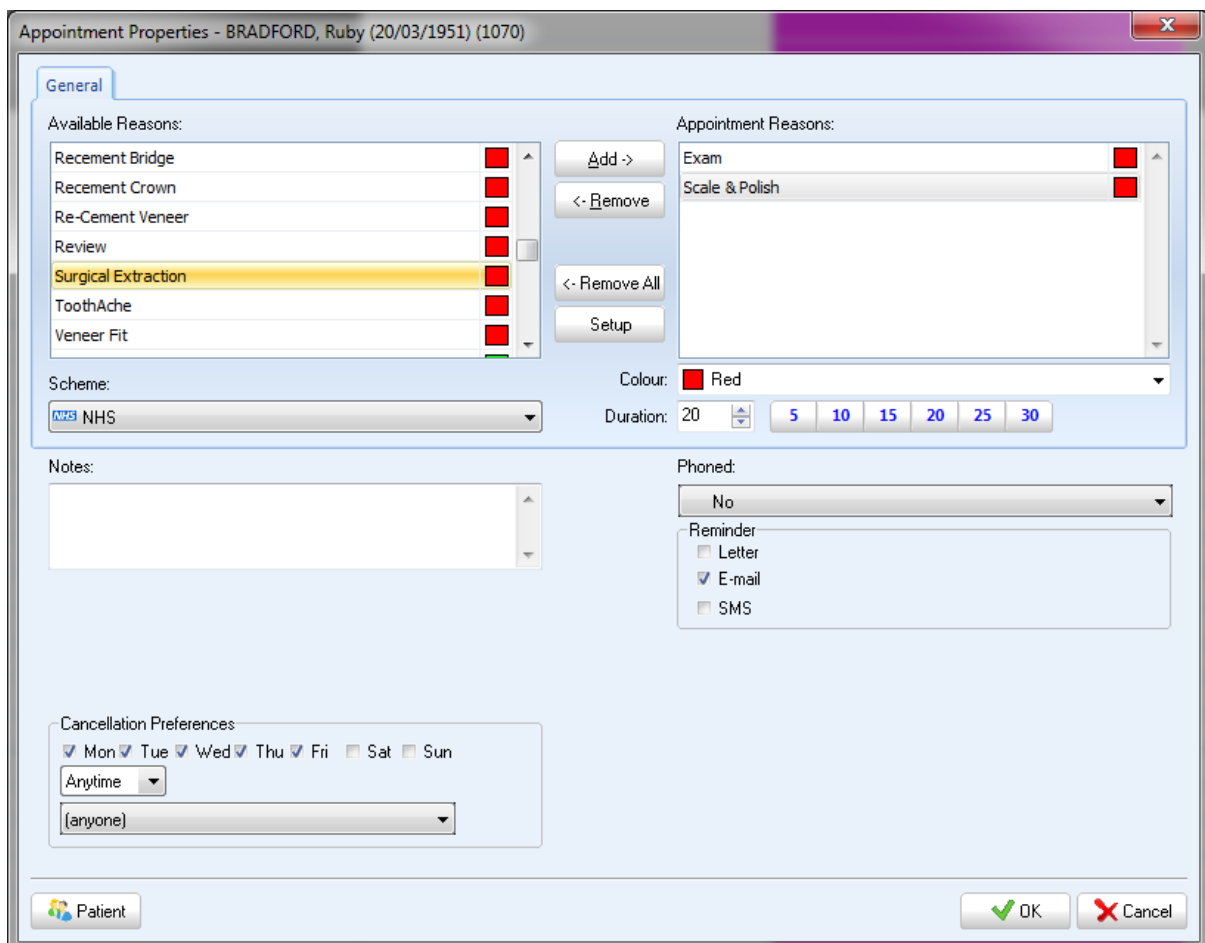 Appointment Properties - BRADFORD, Ruby (20/03/1951) (1070)
General
Available Reasons:
Recement Bridge
Recement Crown
Re-Cement Veneer
Review
Surgical Extraction
ToothAche
Veneer Fit
Add ->
<- Remove
<- Remove All
Setup
Appointment Reasons:
Exam
Scale & Polish
Scheme:
NHS NHS
Colour: Red
Duration: 20 5 10 15 20 25 30
Notes:
Phoned:
No
Reminder
Letter
E-mail
SMS
Cancellation Preferences
Mon Tue Wed Thu Fri Sat Sun
Anytime
(anyone)
Patient
OK
Cancel